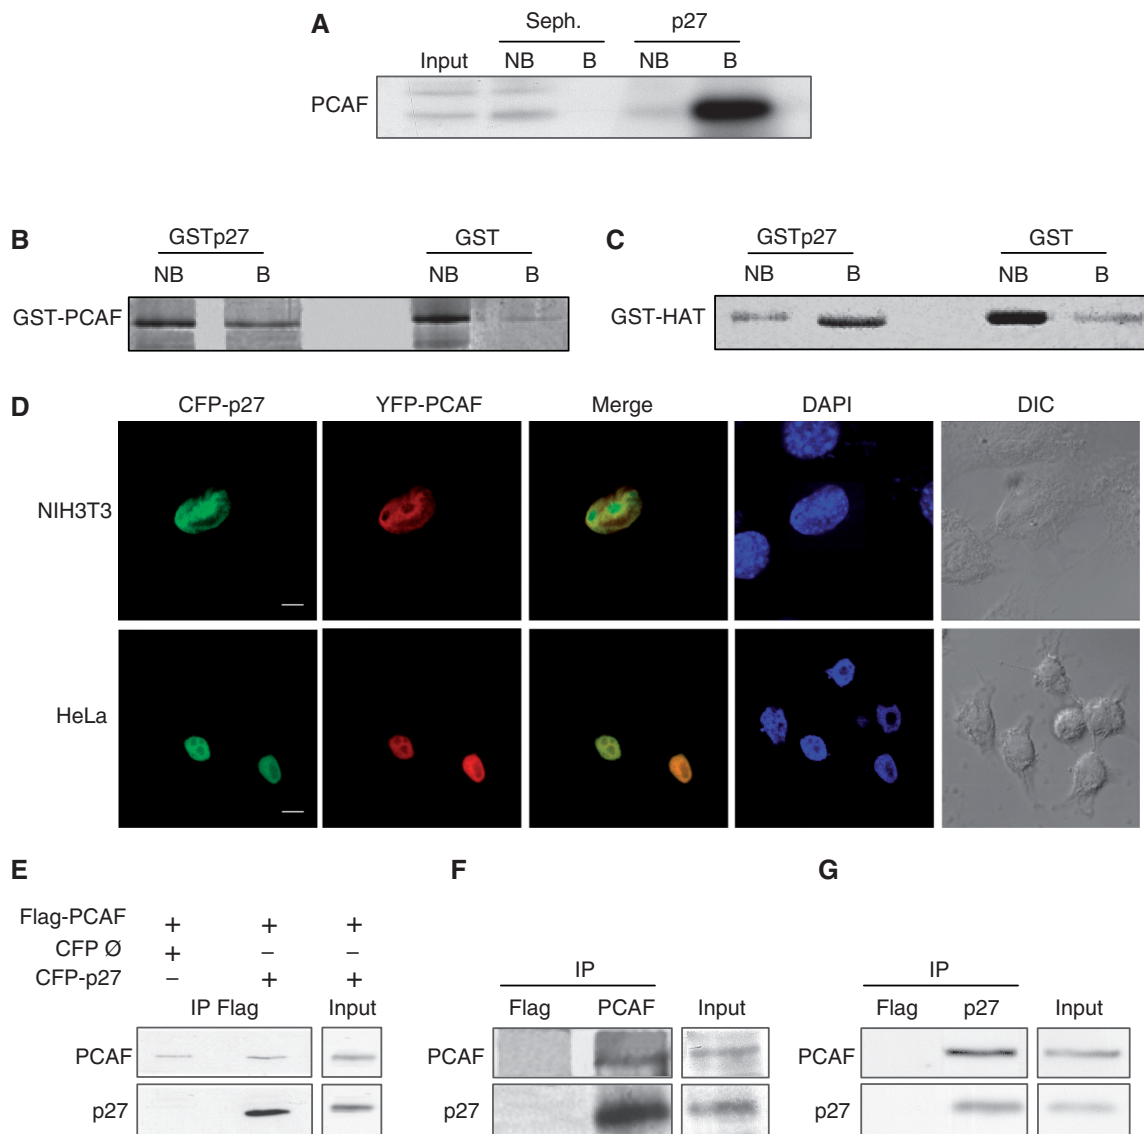 A
Seph. p27
Input NB B NB B
PCAF
B
GSTp27 GST
NB B NB B
GST-PCAF
C
GSTp27 GST
NB B NB B
GST-HAT
D
CFP-p27 YFP-PCAF Merge DAPI DIC
NIH3T3
HeLa
E
Flag-PCAF + + +
CFP Ø + – –
CFP-p27 – + +
IP Flag Input
PCAF
p27
F
IP
Flag PCAF Input
PCAF
p27
G
IP
Flag p27 Input
PCAF
p27